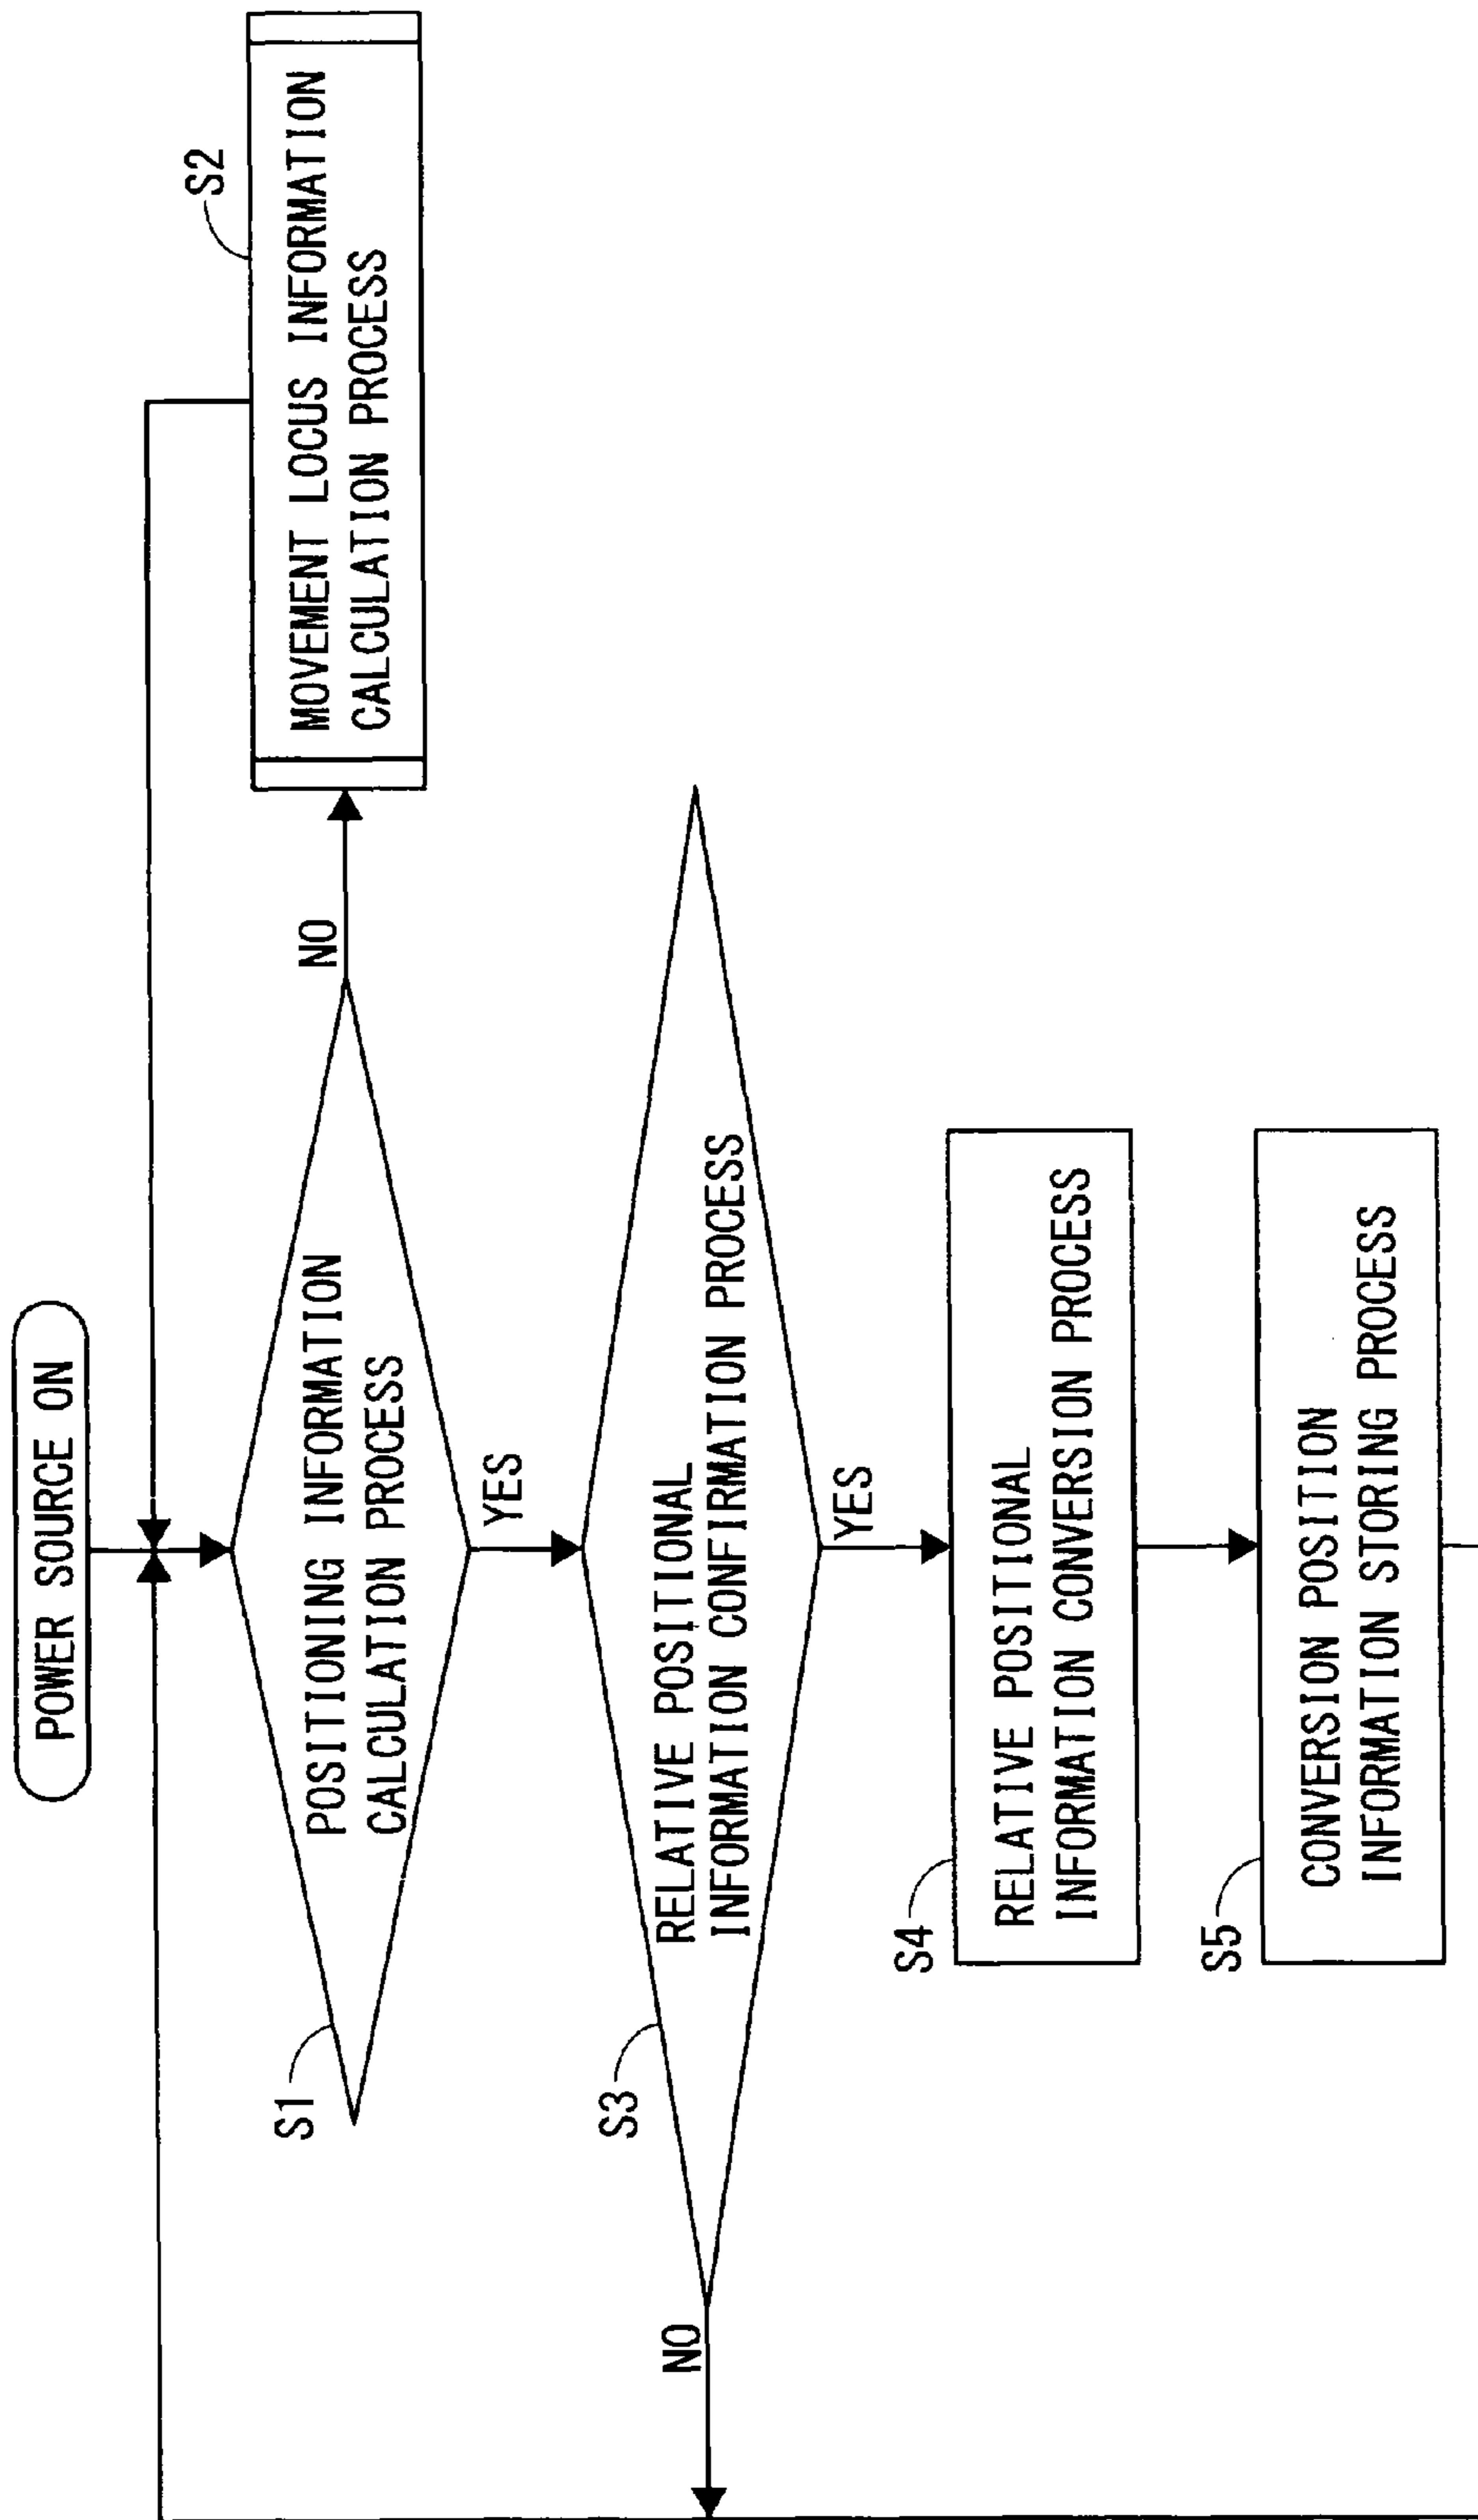 POWER SOURCE ON
S1
POSITIONING INFORMATION
CALCULATION PROCESS
NO
S2
MOVEMENT LOCUS INFORMATION
CALCULATION PROCESS
YES
S3
RELATIVE POSITIONAL
INFORMATION CONFIRMATION PROCESS
NO
YES
S4
RELATIVE POSITIONAL
INFORMATION CONVERSION PROCESS
S5
CONVERSION POSITION
INFORMATION STORING PROCESS